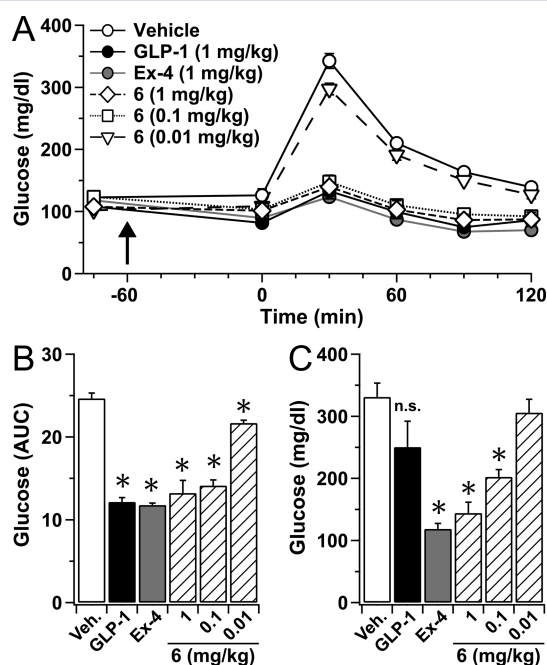 A
Vehicle
GLP-1 (1 mg/kg)
Ex-4 (1 mg/kg)
6 (1 mg/kg)
6 (0.1 mg/kg)
6 (0.01 mg/kg)
Glucose (mg/dl)
400
300
200
100
0
-60 0 60 120
Time (min)
B
Glucose (AUC)
30
20
10
0
* * * * *
Veh. GLP-1 Ex-4 1 0.1 0.01
6 (mg/kg)
C
Glucose (mg/dl)
400
300
200
100
0
n.s. * * *
Veh. GLP-1 Ex-4 1 0.1 0.01
6 (mg/kg)